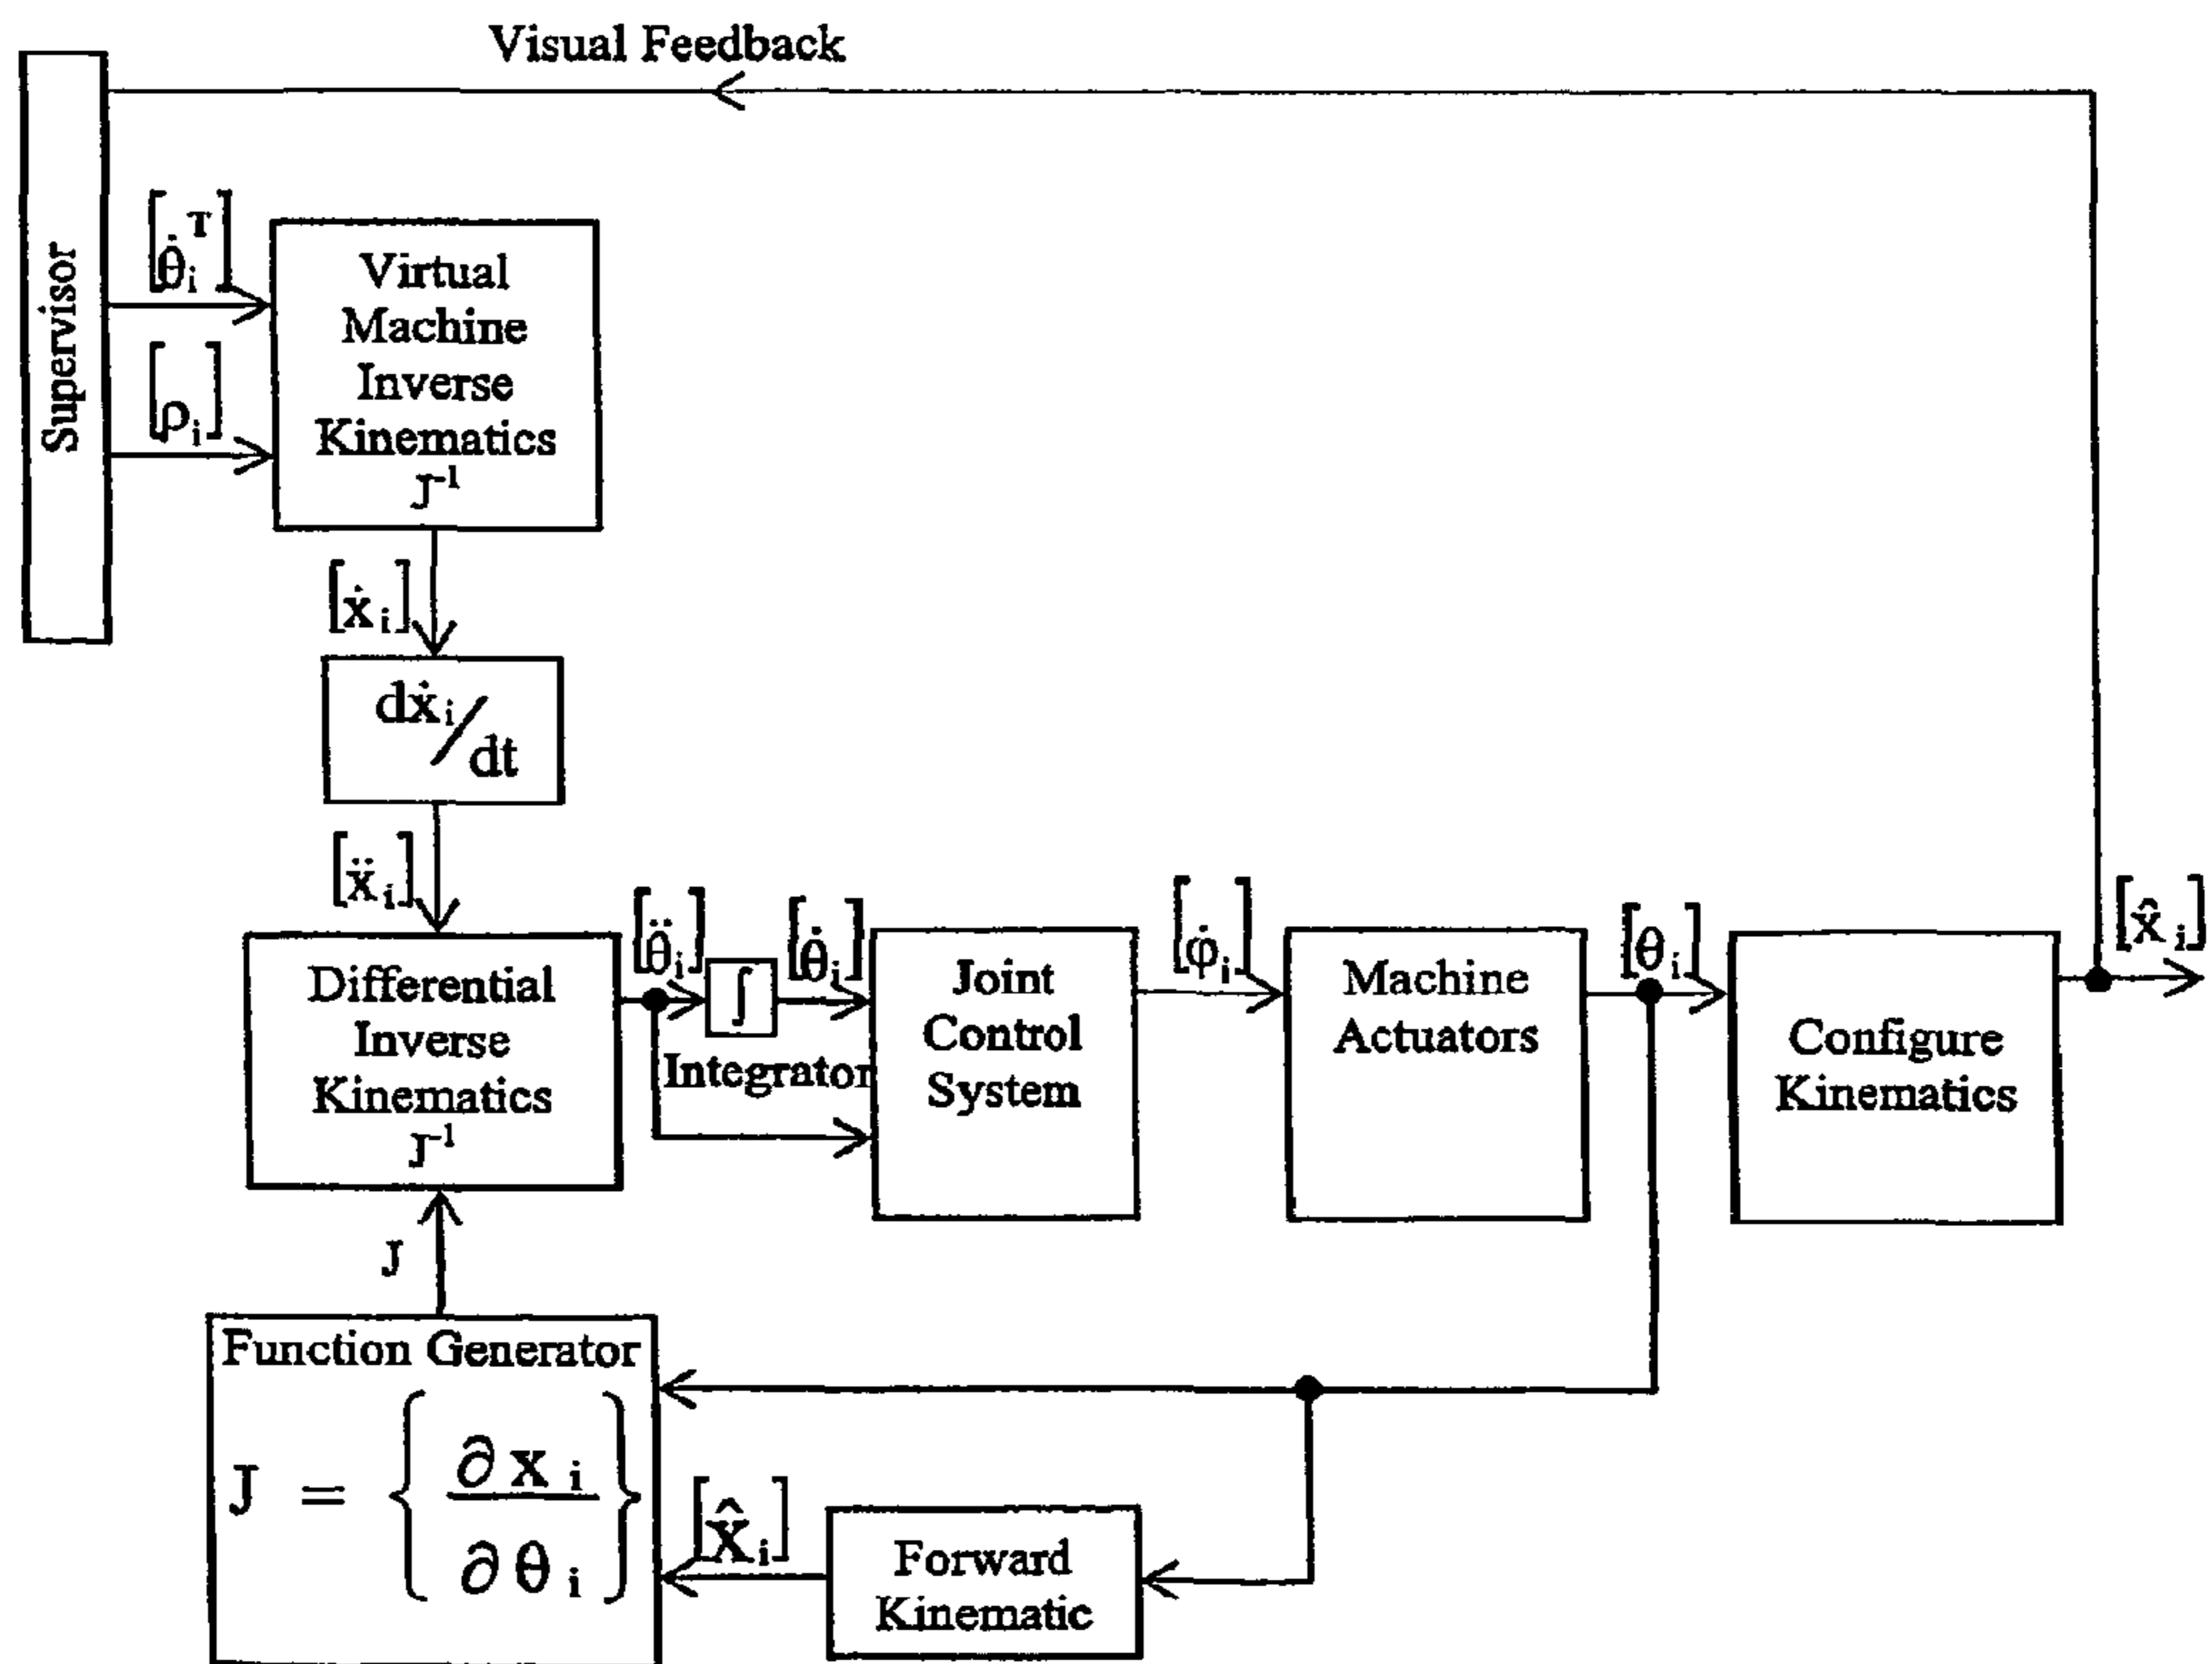 Visual Feedback
Supervisor
[θ̇ᵢᵀ]
[ρᵢ]
Virtual
Machine
Inverse
Kinematics
J⁻¹
[ẋᵢ]
dẋᵢ/dt
[ẍᵢ]
Differential
Inverse
Kinematics
J⁻¹
[θ̈ᵢ]
∫
Integrator
[θ̇ᵢ]
Joint
Control
System
[φ̇ᵢ]
Machine
Actuators
[θᵢ]
Configure
Kinematics
[x̂ᵢ]
J
Function Generator
J = {∂xᵢ/∂θᵢ}
[x̂ᵢ]
Forward
Kinematic